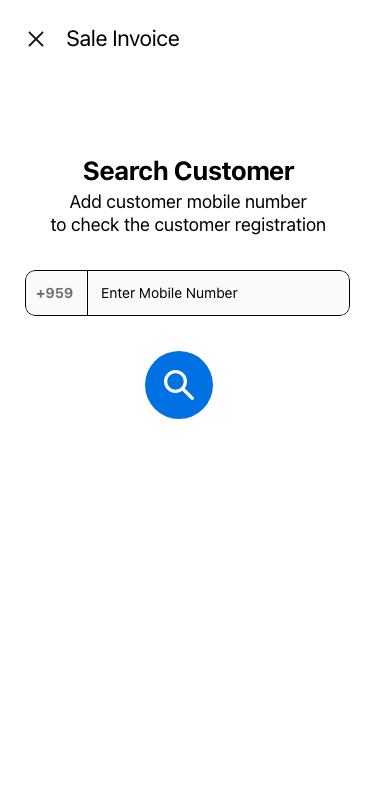 Sale Invoice
Search Customer
Add customer mobile number
to check the customer registration
+959 Enter Mobile Number